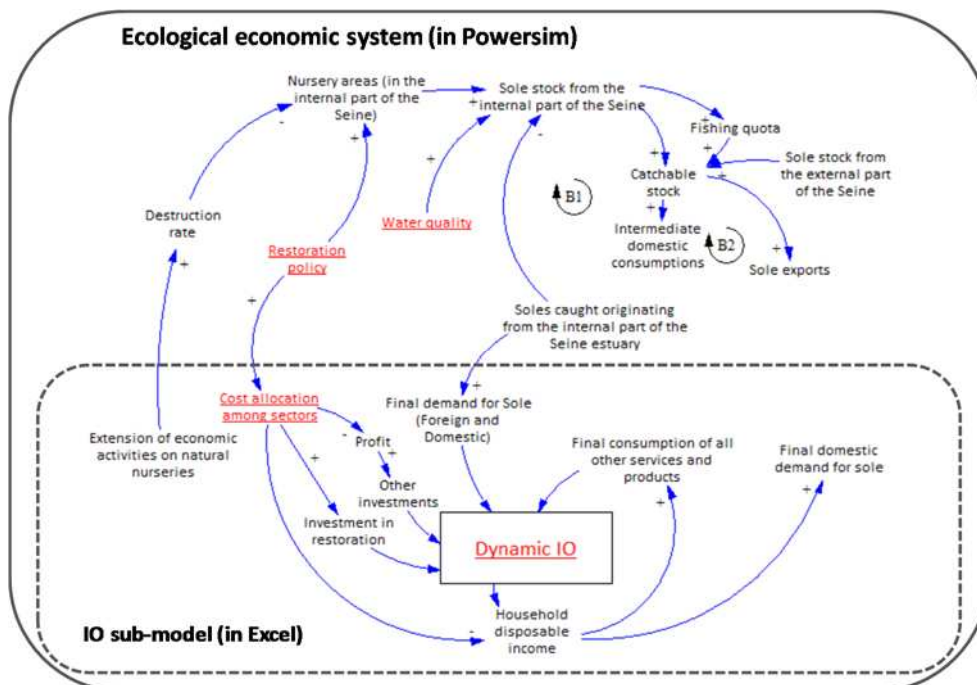 Ecological economic system (in Powersim)
Nursery areas (in the
internal part of the
Seine)
Sole stock from the
internal part of the Seine
Fishing quota
Sole stock from
the external part
of the Seine
Catchable
stock
B1
Destruction
rate
Water quality
Restoration
policy
Intermediate
domestic
consumptions
B2
Sole exports
Soles caught originating
from the internal part of the
Seine estuary
Cost allocation
among sectors
Final demand for Sole
(Foreign and
Domestic)
Extension of economic
activities on natural
nurseries
Profit
Final consumption of all
other services and
products
Final domestic
demand for sole
Other
investments
Investment in
restoration
Dynamic IO
Household
disposable
income
IO sub-model (in Excel)